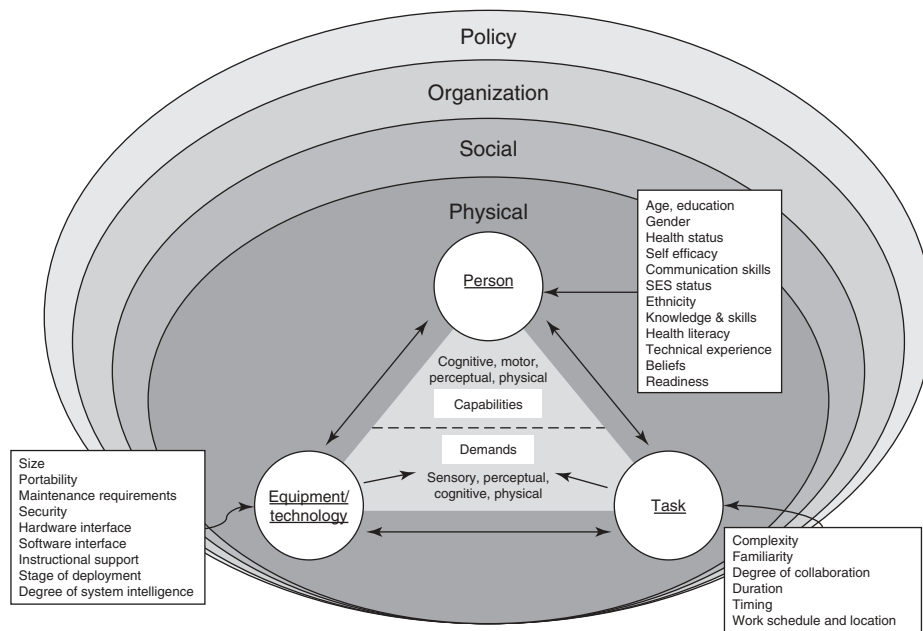 Policy
Organization
Social
Physical
Person
Age, education
Gender
Health status
Self efficacy
Communication skills
SES status
Ethnicity
Knowledge & skills
Health literacy
Technical experience
Beliefs
Readiness
Cognitive, motor,
perceptual, physical
Capabilities
Demands
Sensory, perceptual,
cognitive, physical
Equipment/
technology
Task
Size
Portability
Maintenance requirements
Security
Hardware interface
Software interface
Instructional support
Stage of deployment
Degree of system intelligence
Complexity
Familiarity
Degree of collaboration
Duration
Timing
Work schedule and location